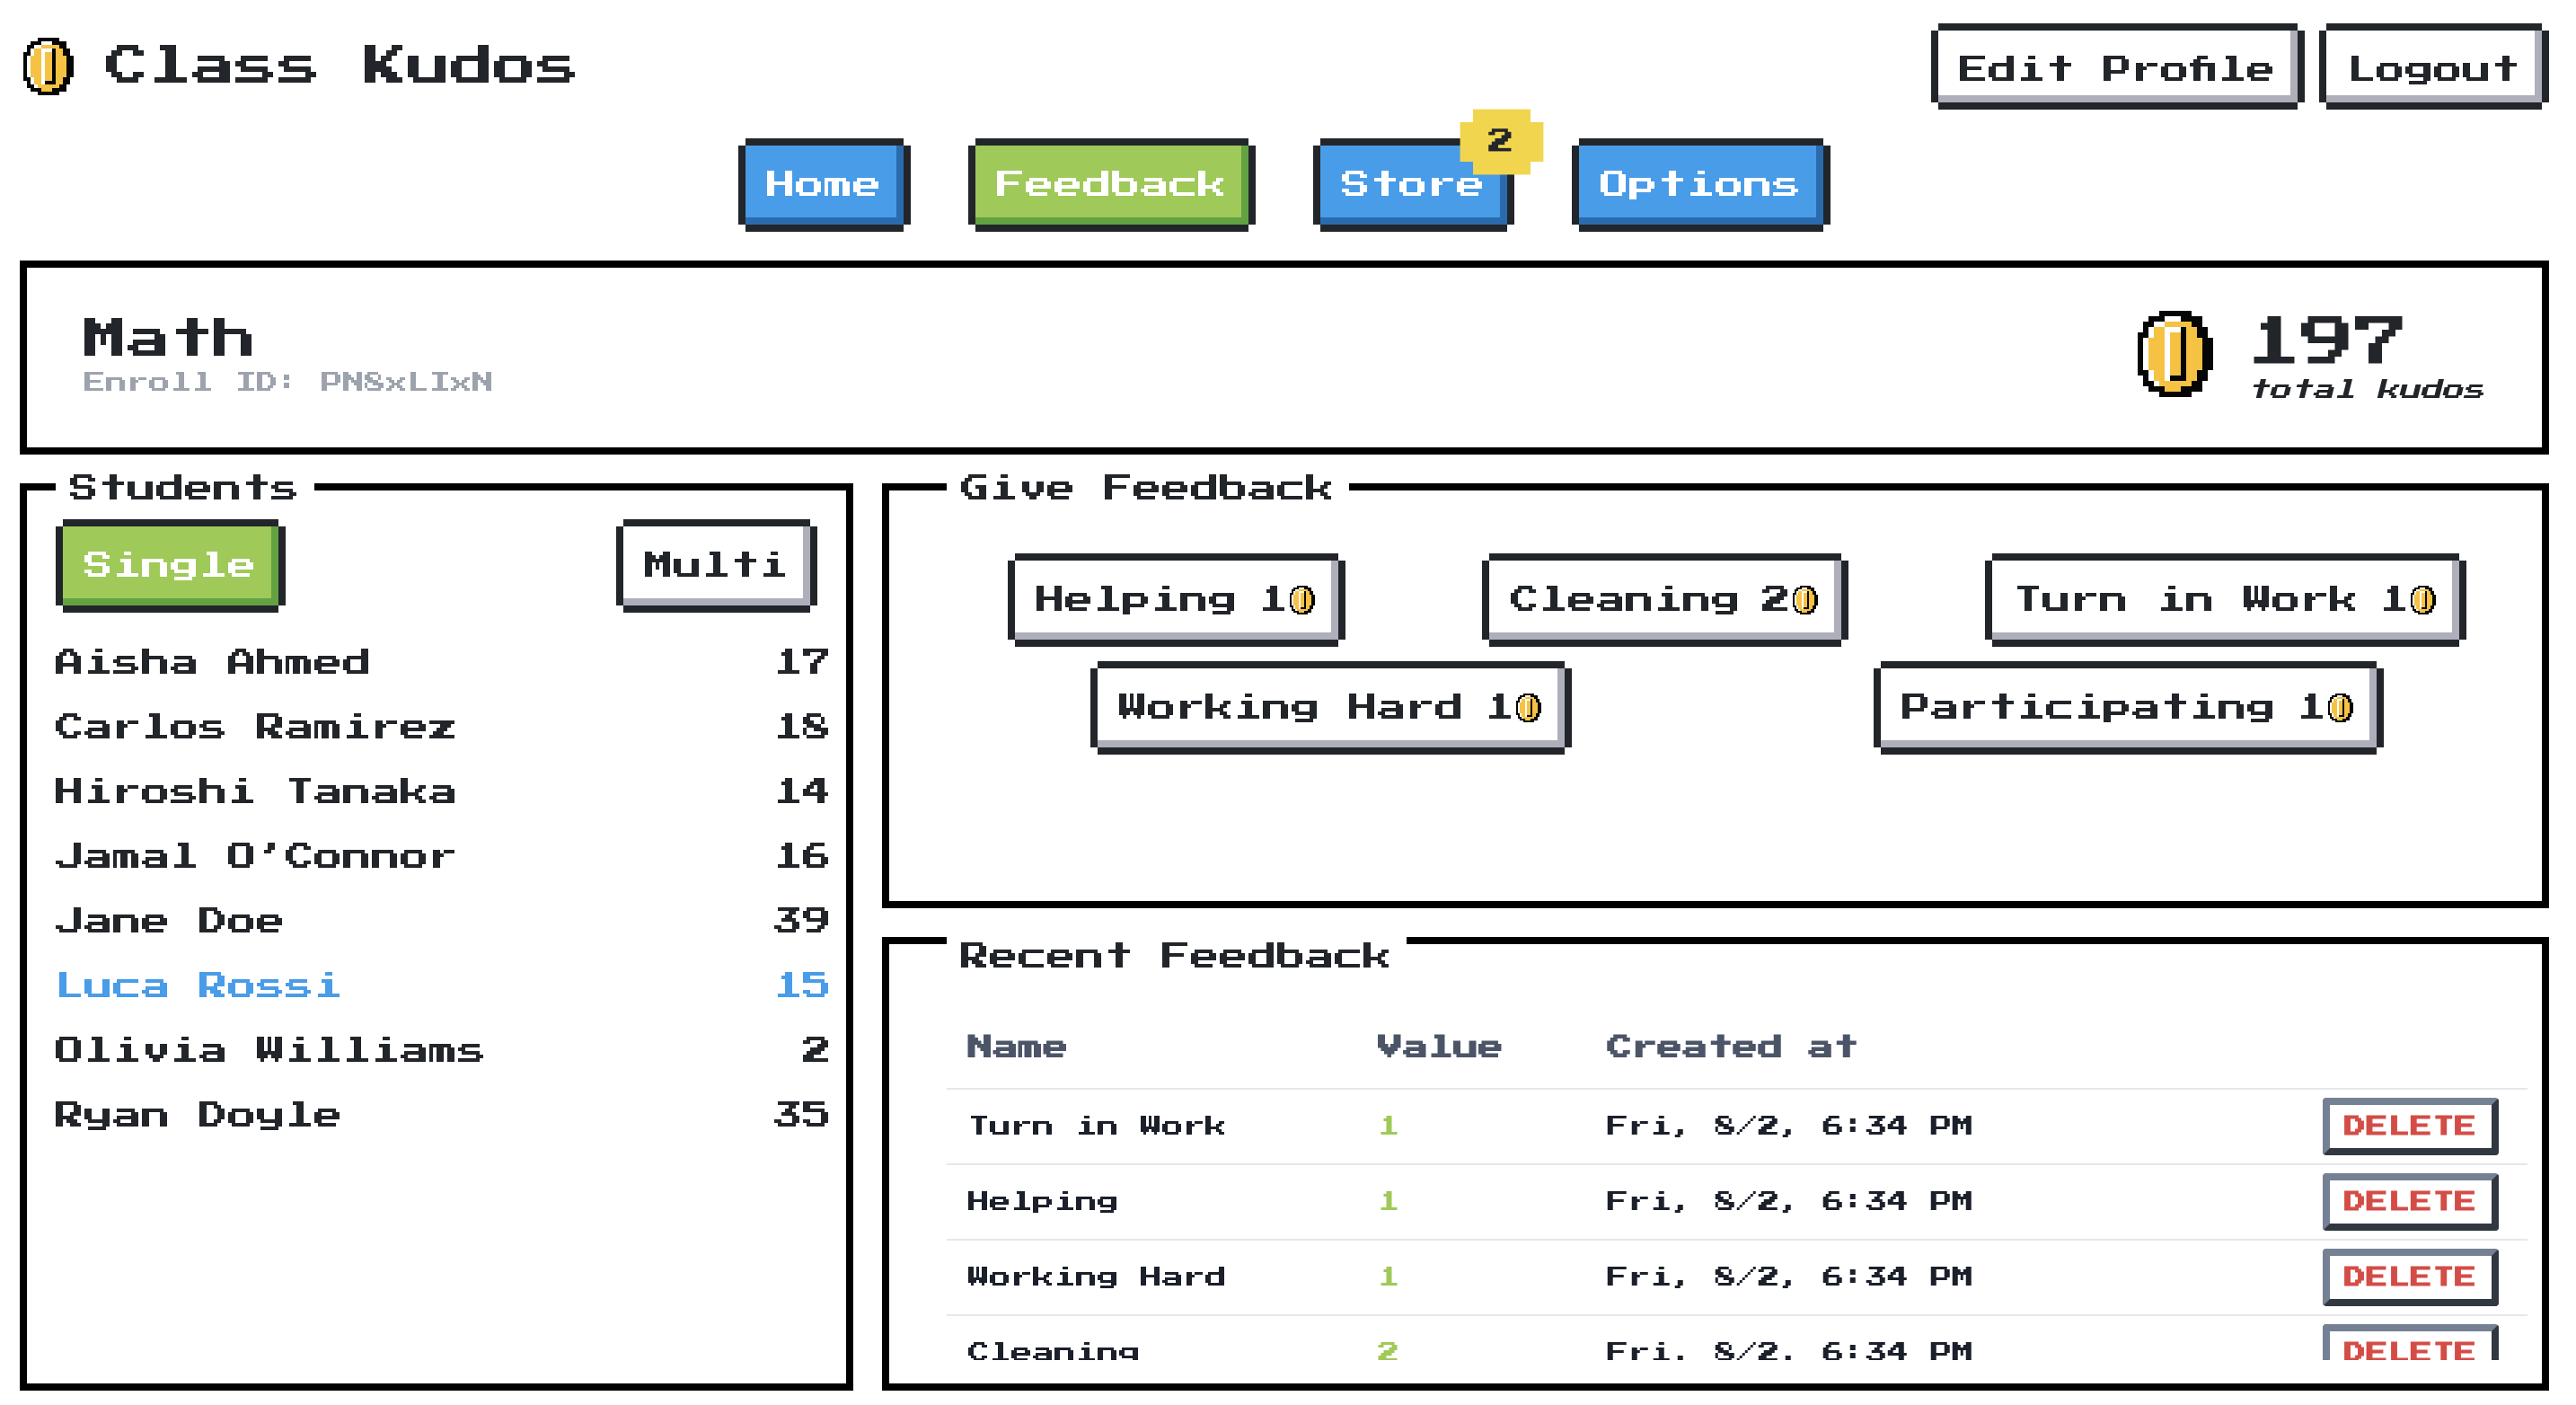 Class Kudos
Edit Profile
Logout
Home
Feedback
Store
2
Options
Math
Enroll ID: PN8xLIxN
197
total kudos
Students
Single
Multi
Aisha Ahmed 17
Carlos Ramirez 18
Hiroshi Tanaka 14
Jamal O'Connor 16
Jane Doe 39
Luca Rossi 15
Olivia Williams 2
Ryan Doyle 35
Give Feedback
Helping 1
Cleaning 2
Turn in Work 1
Working Hard 1
Participating 1
Recent Feedback
Name Value Created at
Turn in Work 1 Fri, 8/2, 6:34 PM DELETE
Helping 1 Fri, 8/2, 6:34 PM DELETE
Working Hard 1 Fri, 8/2, 6:34 PM DELETE
Cleaning 2 Fri, 8/2, 6:34 PM DELETE